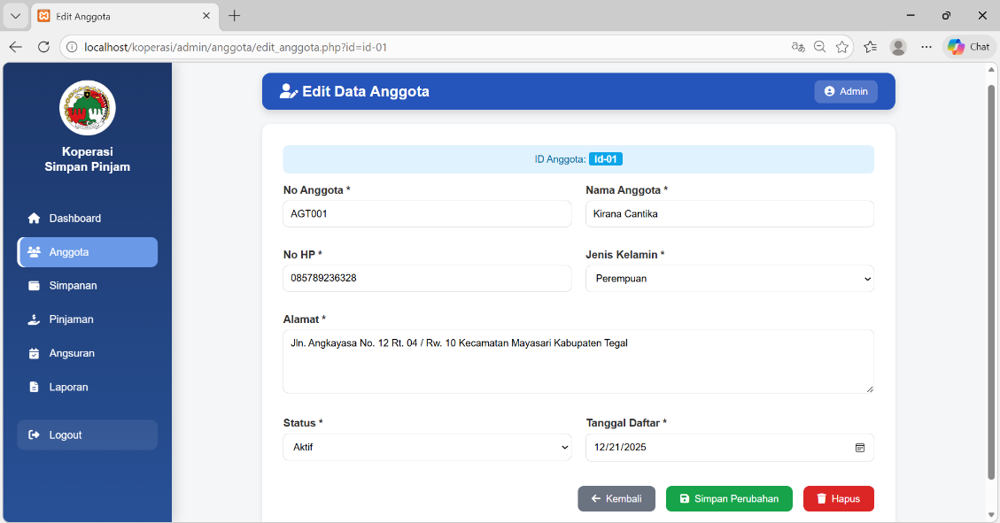 Edit Anggota
localhost/koperasi/admin/anggota/edit_anggota.php?id=id-01
Chat
Koperasi
Simpan Pinjam
Dashboard
Anggota
Simpanan
Pinjaman
Angsuran
Laporan
Logout
Edit Data Anggota
Admin
ID Anggota: id-01
No Anggota *
Nama Anggota *
AGT001
Kirana Cantika
No HP *
Jenis Kelamin *
085789236328
Perempuan
Alamat *
Jln. Angkayasa No. 12 Rt. 04 / Rw. 10 Kecamatan Mayasari Kabupaten Tegal
Status *
Tanggal Daftar *
Aktif
12/21/2025
Kembali
Simpan Perubahan
Hapus